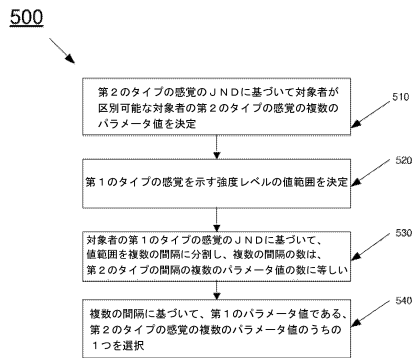 500
第２のタイプの感覚のＪＮＤに基づいて対象者が
区別可能な対象者の第２のタイプの感覚の複数の
パラメータ値を決定
510
第１のタイプの感覚を示す強度レベルの値範囲を決定
520
対象者の第１のタイプの感覚のＪＮＤに基づいて、
値範囲を複数の間隔に分割し、複数の間隔の数は、
第２のタイプの間隔の複数のパラメータ値の数に等しい
530
複数の間隔に基づいて、第１のパラメータ値である、
第２のタイプの感覚の複数のパラメータ値のうちの
１つを選択
540